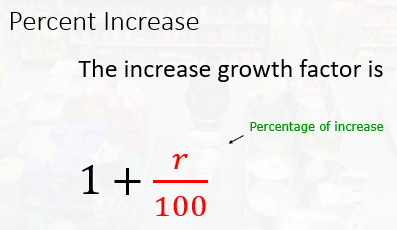 Percent Increase
The increase growth factor is
Percentage of increase
1 + r/100